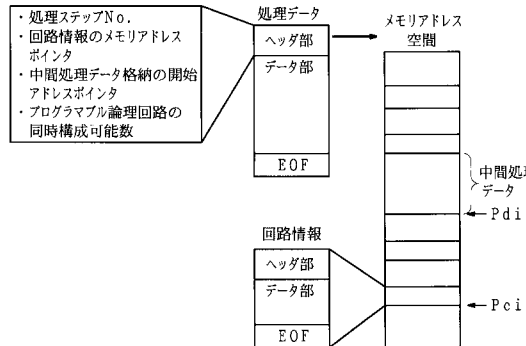 ・処理ステップNo.
・回路情報のメモリアドレス
ポインタ
・中間処理データ格納の開始
アドレスポインタ
・プログラマブル論理回路の
同時構成可能数
処理データ
ヘッダ部
データ部
EOF
メモリアドレス
空間
中間処理
データ
Pdi
回路情報
ヘッダ部
データ部
EOF
Pci